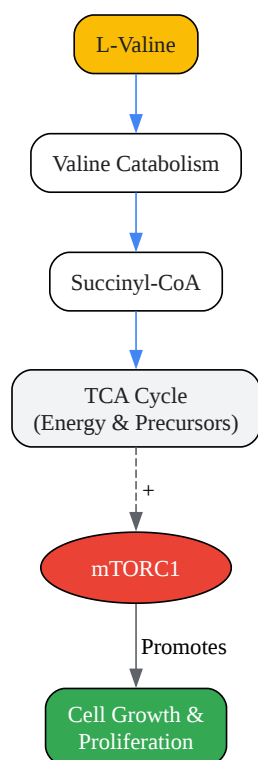 L-Valine
Valine Catabolism
Succinyl-CoA
TCA Cycle
(Energy & Precursors)
+
mTORC1
Promotes
Cell Growth &
Proliferation